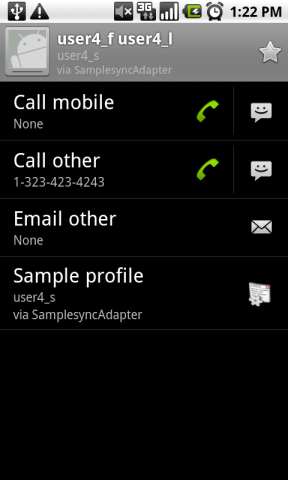 3G
1:22 PM
user4_f user4_l
user4_s
via SamplesyncAdapter
Call mobile
None
Call other
1-323-423-4243
Email other
None
Sample profile
user4_s
via SamplesyncAdapter